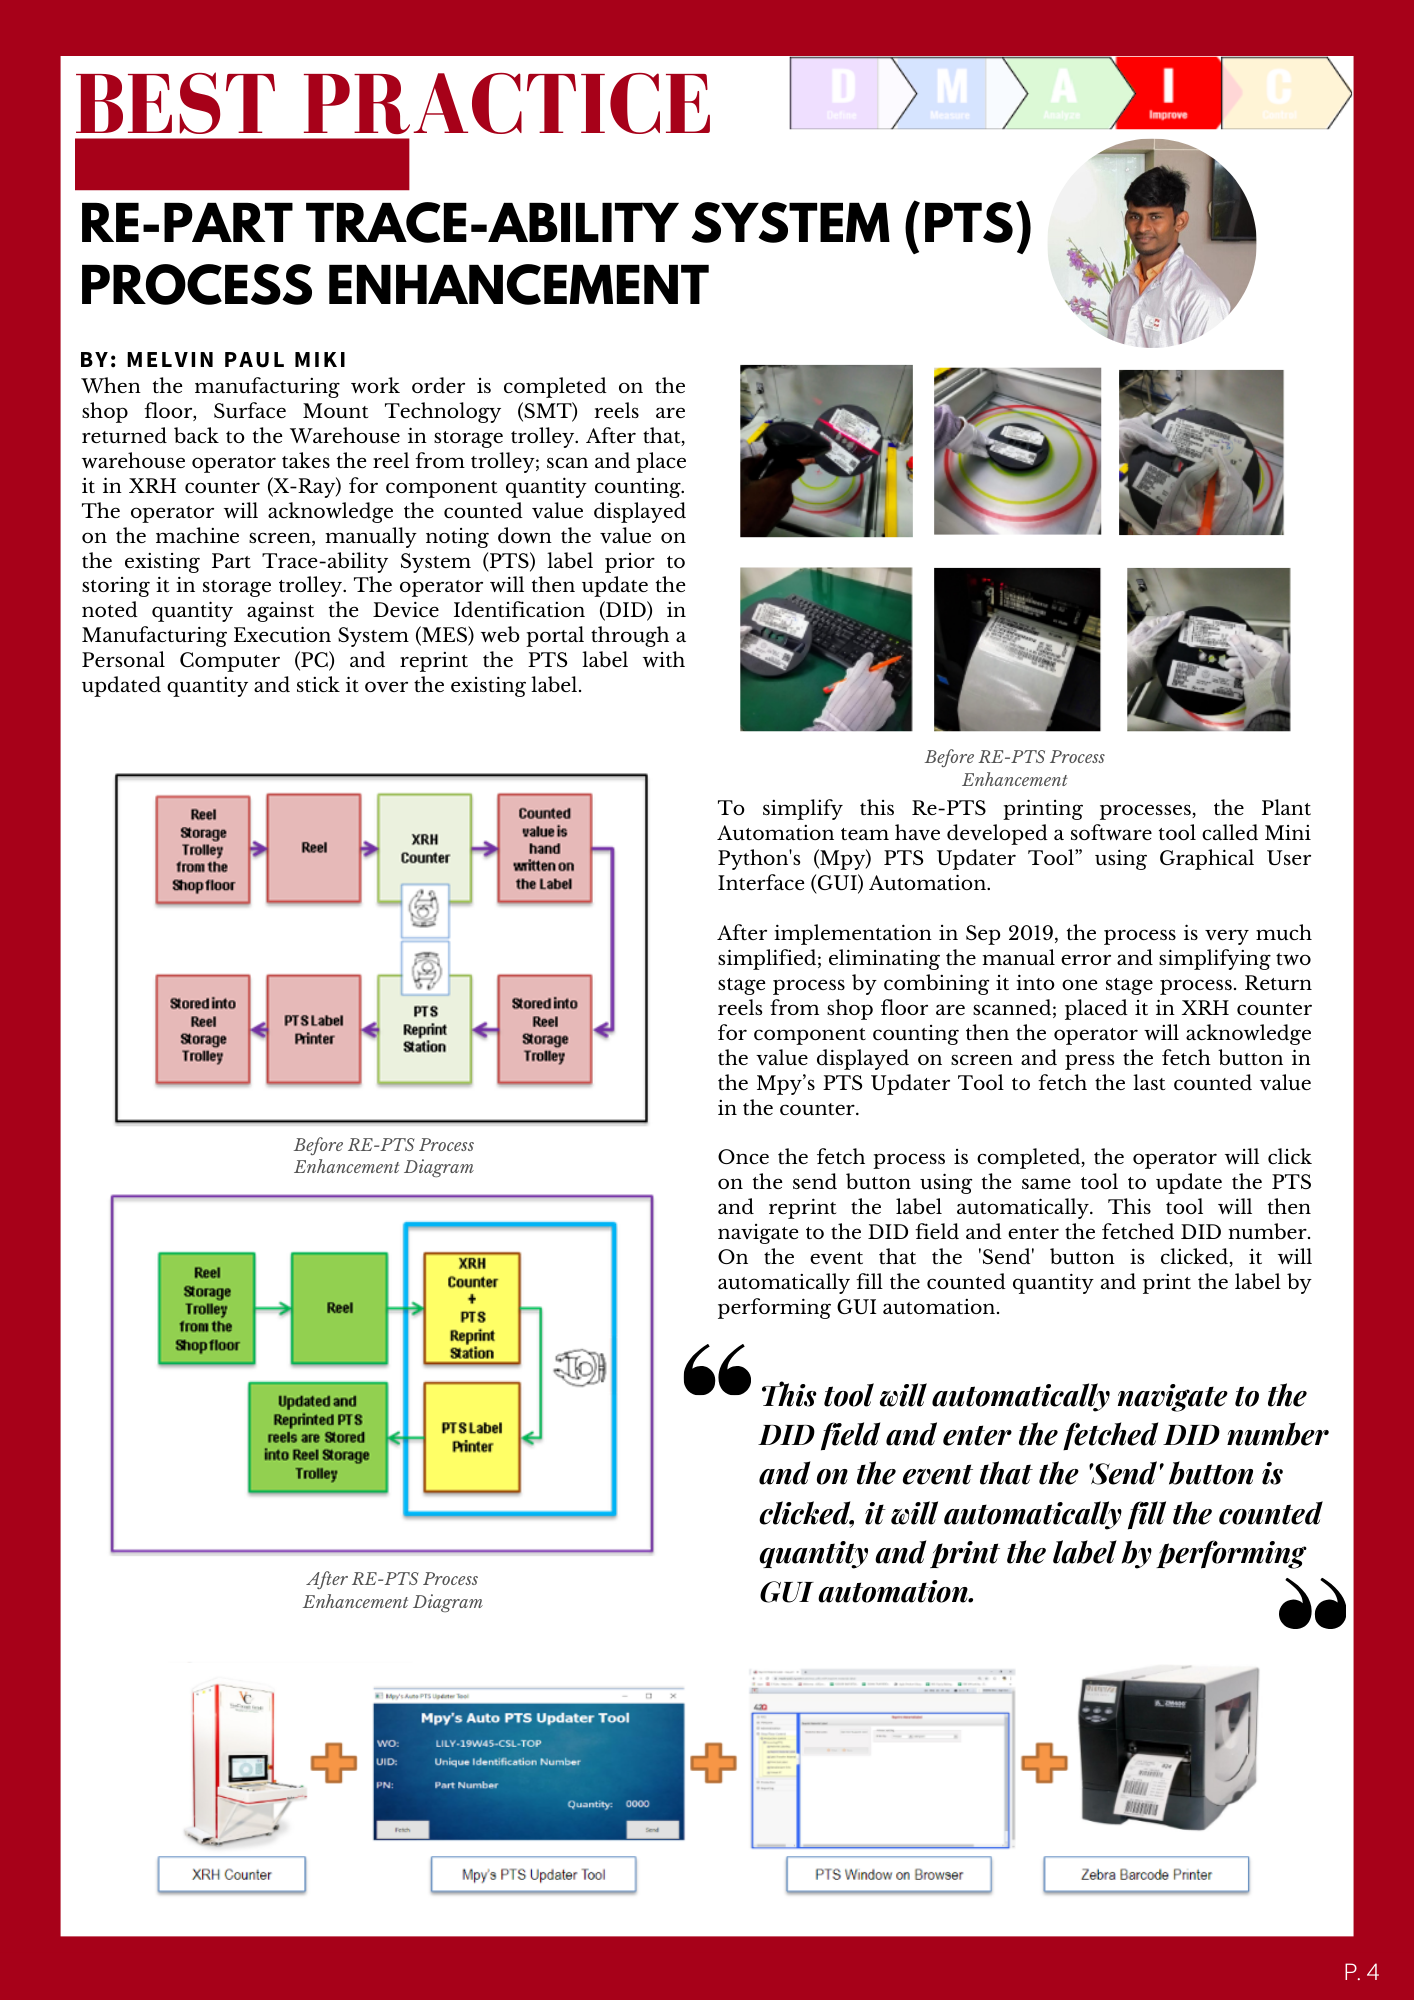 BEST PRACTICE
D
Define
M
Measure
A
Analyze
I
Improve
C
Control
RE-PART TRACE-ABILITY SYSTEM (PTS)
PROCESS ENHANCEMENT
BY: MELVIN PAUL MIKI
When the manufacturing work order is completed on the
shop floor, Surface Mount Technology (SMT) reels are
returned back to the Warehouse in storage trolley. After that,
warehouse operator takes the reel from trolley; scan and place
it in XRH counter (X-Ray) for component quantity counting.
The operator will acknowledge the counted value displayed
on the machine screen, manually noting down the value on
the existing Part Trace-ability System (PTS) label prior to
storing it in storage trolley. The operator will then update the
noted quantity against the Device Identification (DID) in
Manufacturing Execution System (MES) web portal through a
Personal Computer (PC) and reprint the PTS label with
updated quantity and stick it over the existing label.
Reel
Storage
Trolley
from the
Shop floor
Reel
XRH
Counter
Counted
value is
hand
written on
the Label
Stored into
Reel
Storage
Trolley
PTS Label
Printer
PTS
Reprint
Station
Stored into
Reel
Storage
Trolley
Before RE-PTS Process
Enhancement Diagram
Reel
Storage
Trolley
from the
Shop floor
Reel
XRH
Counter
+
PTS
Reprint
Station
Updated and
Reprinted PTS
reels are Stored
into Reel Storage
Trolley
PTS Label
Printer
After RE-PTS Process
Enhancement Diagram
Before RE-PTS Process
Enhancement
To simplify this Re-PTS printing processes, the Plant
Automation team have developed a software tool called Mini
Python's (Mpy) PTS Updater Tool” using Graphical User
Interface (GUI) Automation.
After implementation in Sep 2019, the process is very much
simplified; eliminating the manual error and simplifying two
stage process by combining it into one stage process. Return
reels from shop floor are scanned; placed it in XRH counter
for component counting then the operator will acknowledge
the value displayed on screen and press the fetch button in
the Mpy’s PTS Updater Tool to fetch the last counted value
in the counter.
Once the fetch process is completed, the operator will click
on the send button using the same tool to update the PTS
and reprint the label automatically. This tool will then
navigate to the DID field and enter the fetched DID number.
On the event that the 'Send' button is clicked, it will
automatically fill the counted quantity and print the label by
performing GUI automation.
“
This tool will automatically navigate to the
DID field and enter the fetched DID number
and on the event that the 'Send' button is
clicked, it will automatically fill the counted
quantity and print the label by performing
GUI automation.
”
Mpy's Auto PTS Updater Tool
Mpy's Auto PTS Updater Tool
WO: LILY-19W45-CSL-TOP
UID: Unique Identification Number
PN: Part Number
Quantity: 0000
Fetch
Send
42Q
ZM400
XRH Counter
Mpy's PTS Updater Tool
PTS Window on Browser
Zebra Barcode Printer
P. 4